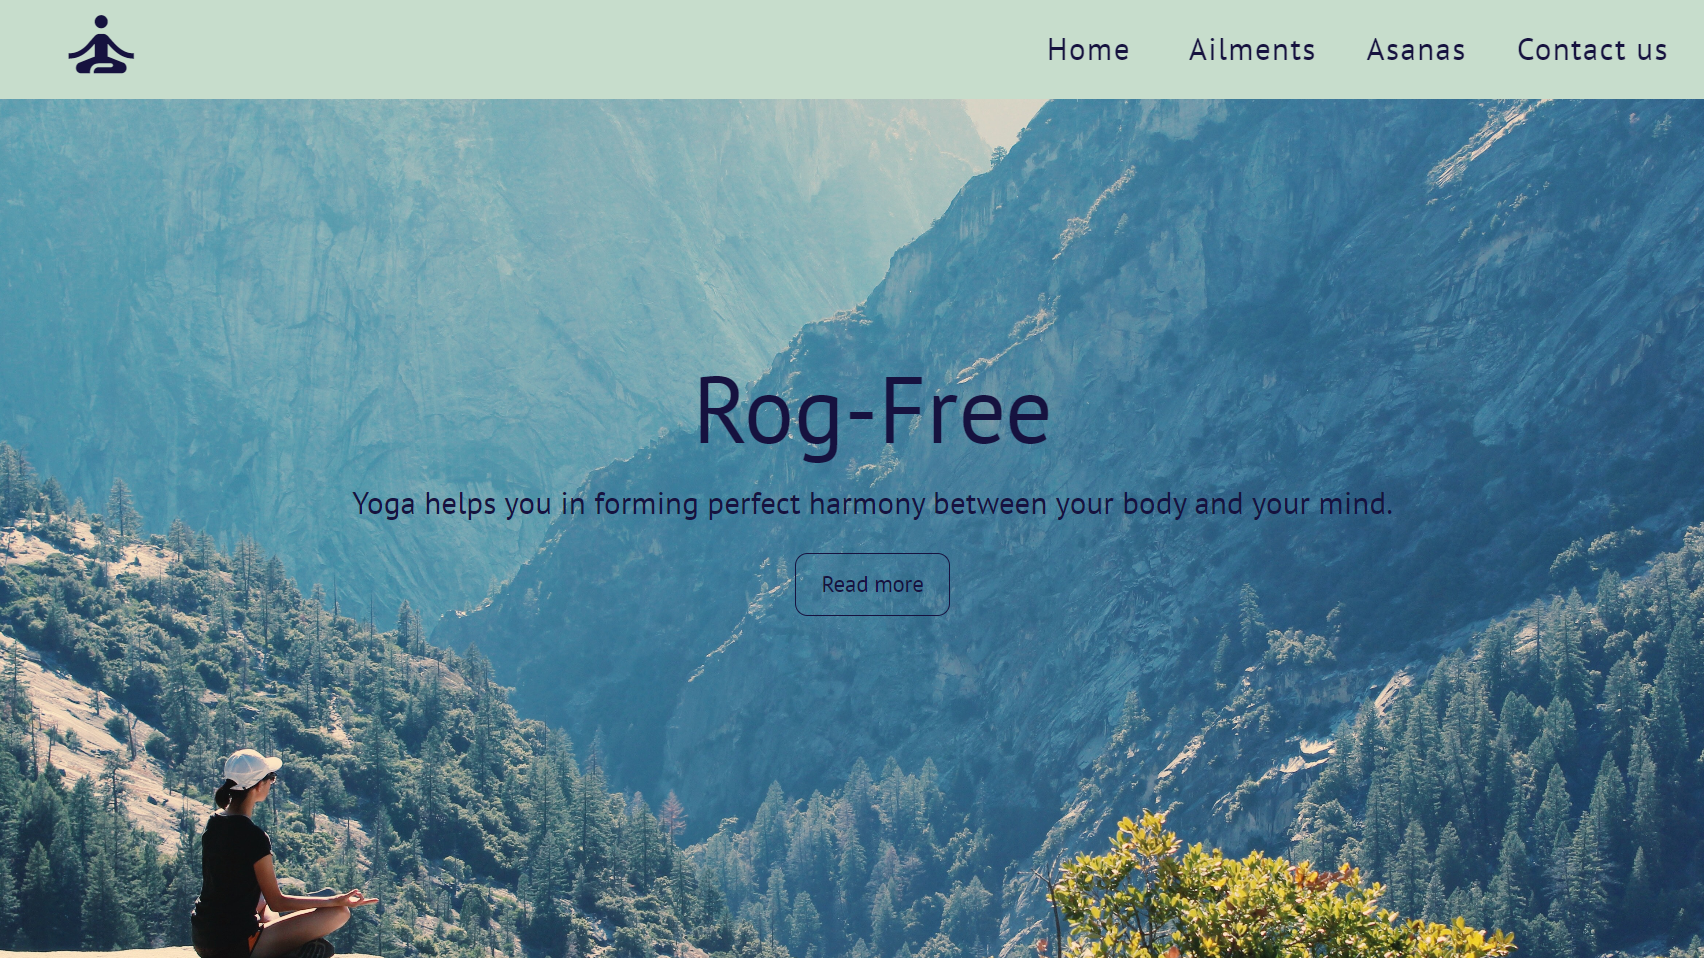 Home Ailments Asanas Contact us
Rog-Free
Yoga helps you in forming perfect harmony between your body and your mind.
Read more